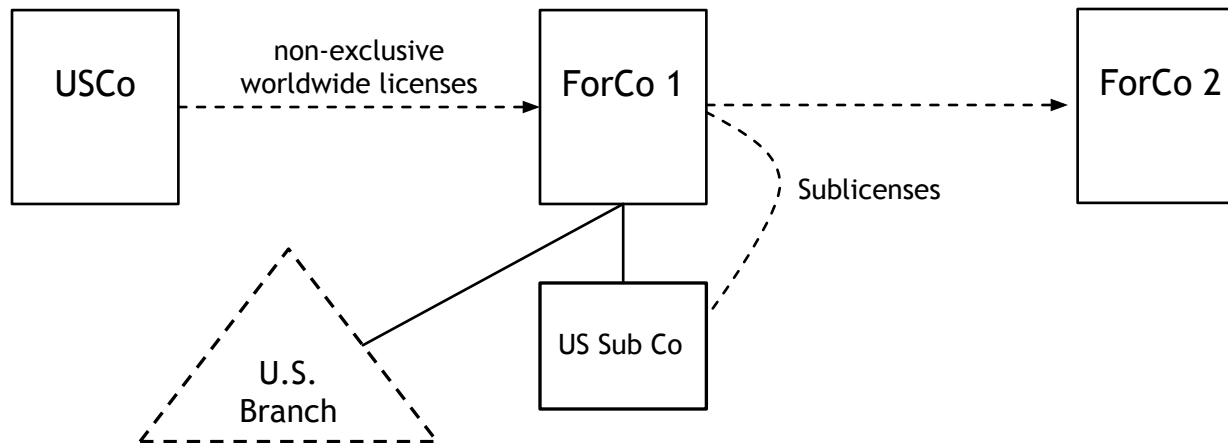 USCo
non-exclusive
worldwide licenses
ForCo 1
ForCo 2
Sublicenses
US Sub Co
U.S.
Branch